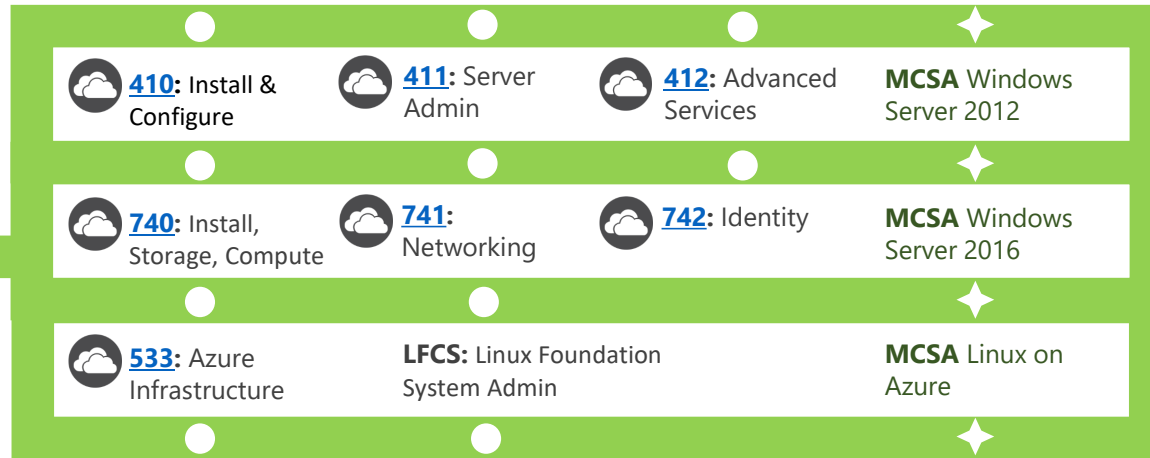 410: Install &
Configure
411: Server
Admin
412: Advanced
Services
MCSA Windows
Server 2012
740: Install,
Storage, Compute
741:
Networking
742: Identity
MCSA Windows
Server 2016
533: Azure
Infrastructure
LFCS: Linux Foundation
System Admin
MCSA Linux on
Azure